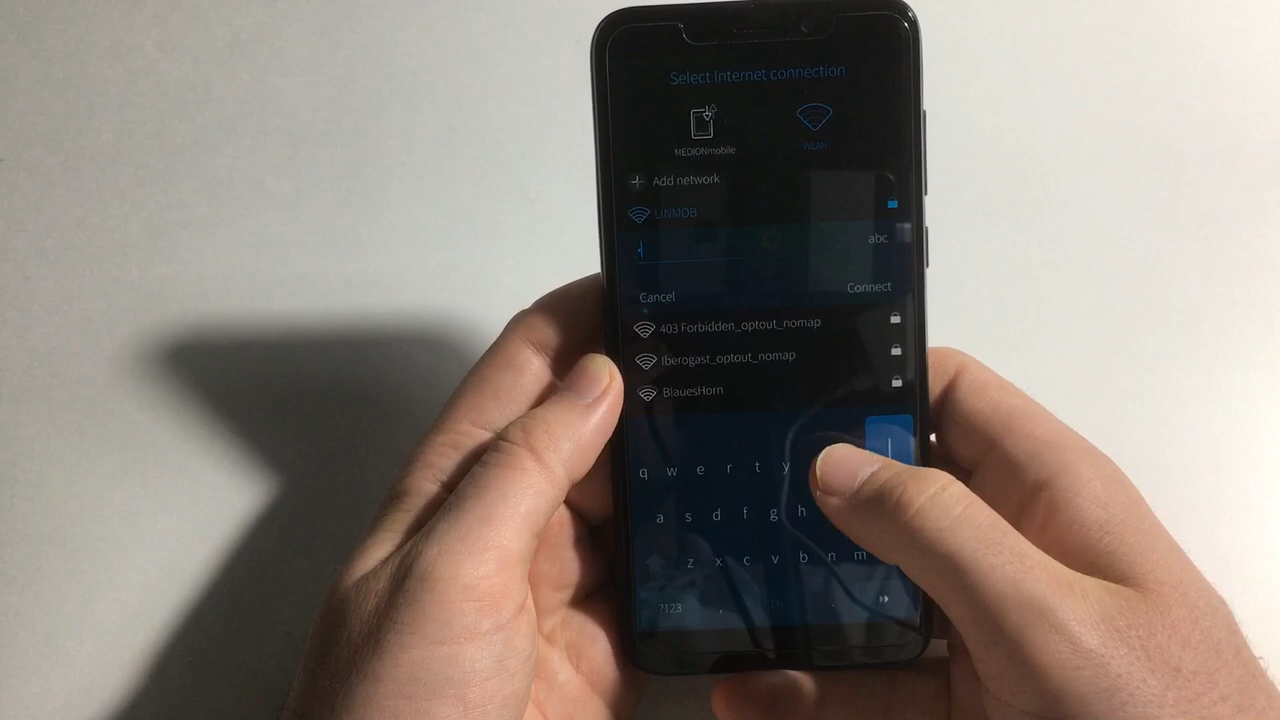 Select Internet connection
MEDIONmobile WLAN
Add network
LINMOB
abc
Cancel Connect
403 Forbidden_optout_nomap
Iberogast_optout_nomap
BlauesHorn
q w e r t y
a s d f g h
z x c v b n m
?123 , .